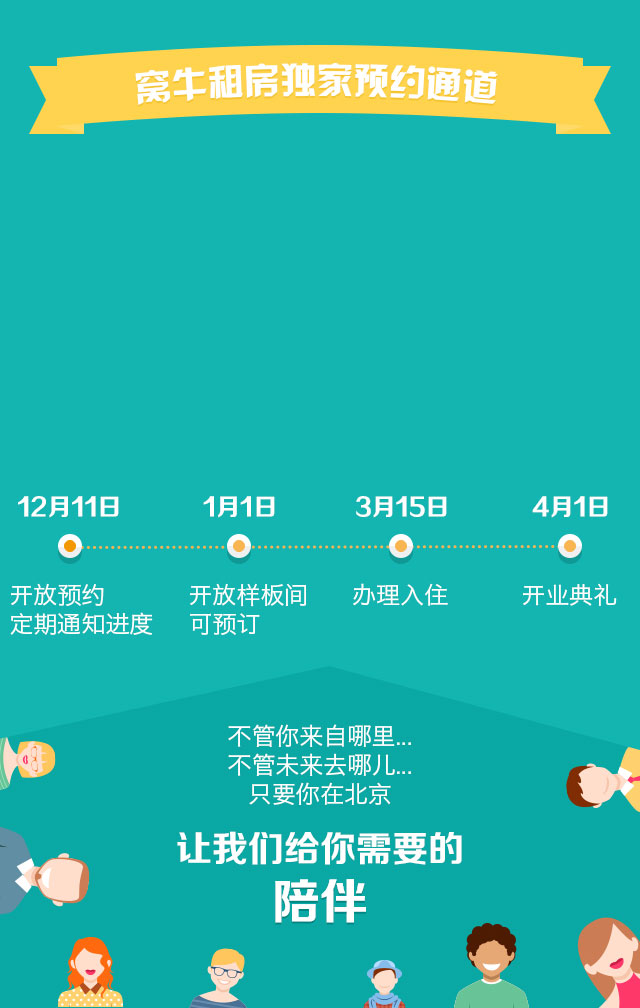 窝牛租房独家预约通道
12月11日
开放预约
定期通知进度
1月1日
开放样板间
可预订
3月15日
办理入住
4月1日
开业典礼
不管你来自哪里...
不管未来去哪儿...
只要你在北京
让我们给你需要的
陪伴